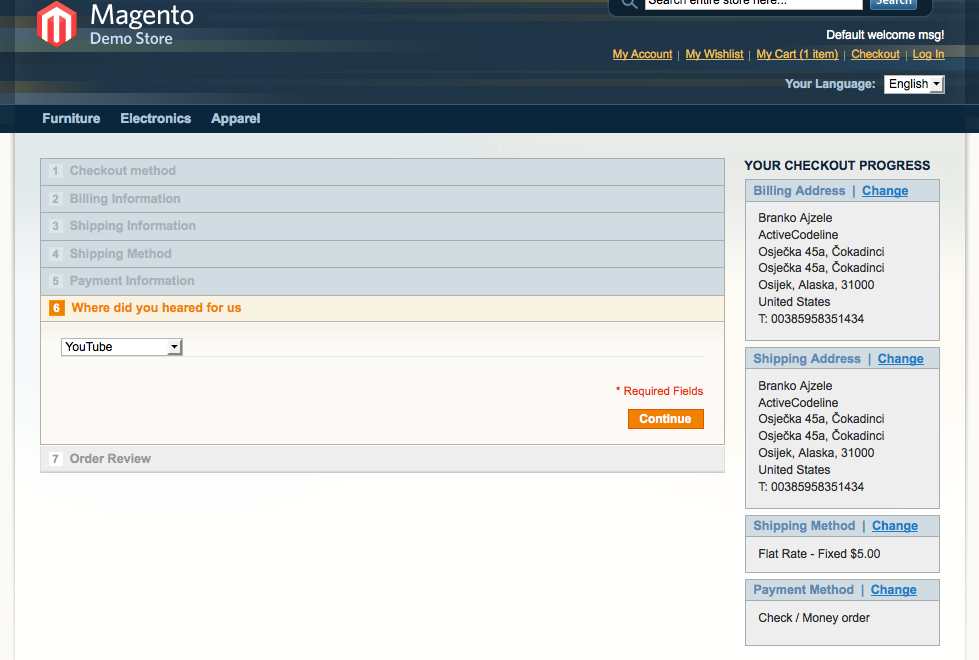 Magento
Demo Store
Search entire store here...
Search
Default welcome msg!
My Account | My Wishlist | My Cart (1 item) | Checkout | Log In
Your Language: English
Furniture Electronics Apparel
1 Checkout method
2 Billing Information
3 Shipping Information
4 Shipping Method
5 Payment Information
6 Where did you heared for us
YouTube
* Required Fields
Continue
7 Order Review
YOUR CHECKOUT PROGRESS
Billing Address | Change
Branko Ajzele
ActiveCodeline
Osječka 45a, Čokadinci
Osječka 45a, Čokadinci
Osijek, Alaska, 31000
United States
T: 00385958351434
Shipping Address | Change
Branko Ajzele
ActiveCodeline
Osječka 45a, Čokadinci
Osječka 45a, Čokadinci
Osijek, Alaska, 31000
United States
T: 00385958351434
Shipping Method | Change
Flat Rate - Fixed $5.00
Payment Method | Change
Check / Money order